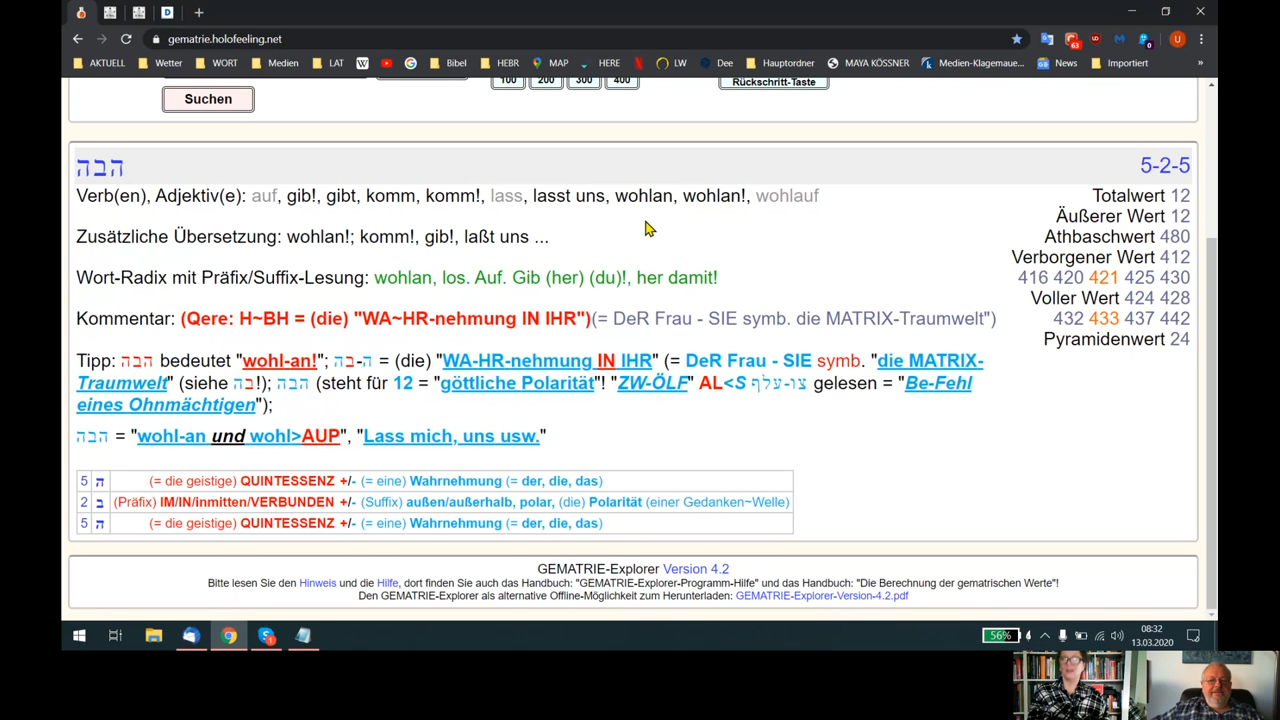 gematrie.holofeeling.net
63
0
U
AKTUELL Wetter WORT Medien LAT Bibel HEBR MAP HERE LW Dee Hauptordner MAYA KÖSSNER Medien-Klagemaue... News Importiert
100 200 300 400 Rückschritt-Taste
Suchen
הבה 5-2-5
Verb(en), Adjektiv(e): auf, gib!, gibt, komm, komm!, lass, lasst uns, wohlan, wohlan!, wohlauf
Totalwert 12
Äußerer Wert 12
Zusätzliche Übersetzung: wohlan!; komm!, gib!, laßt uns ...
Athbaschwert 480
Verborgener Wert 412
Wort-Radix mit Präfix/Suffix-Lesung: wohlan, los. Auf. Gib (her) (du)!, her damit!
416 420 421 425 430
Voller Wert 424 428
Kommentar: (Qere: H~BH = (die) "WA~HR-nehmung IN IHR")(= DeR Frau - SIE symb. die MATRIX-Traumwelt")
432 433 437 442
Pyramidenwert 24
Tipp: הבה bedeutet "wohl-an!"; ה-בה = (die) "WA-HR-nehmung IN IHR" (= DeR Frau - SIE symb. "die MATRIX-
Traumwelt" (siehe בה!); הבה (steht für 12 = "göttliche Polarität"! "ZW-ÖLF" AL<S צו-עלף gelesen = "Be-Fehl
eines Ohnmächtigen");
הבה = "wohl-an und wohl>AUP", "Lass mich, uns usw."
5 ה (= die geistige) QUINTESSENZ +/- (= eine) Wahrnehmung (= der, die, das)
2 ב (Präfix) IM/IN/inmitten/VERBUNDEN +/- (Suffix) außen/außerhalb, polar, (die) Polarität (einer Gedanken~Welle)
5 ה (= die geistige) QUINTESSENZ +/- (= eine) Wahrnehmung (= der, die, das)
GEMATRIE-Explorer Version 4.2
Bitte lesen Sie den Hinweis und die Hilfe, dort finden Sie auch das Handbuch: "GEMATRIE-Explorer-Programm-Hilfe" und das Handbuch: "Die Berechnung der gematrischen Werte"!
Den GEMATRIE-Explorer als alternative Offline-Möglichkeit zum Herunterladen: GEMATRIE-Explorer-Version-4.2.pdf
56%
08:32
13.03.2020